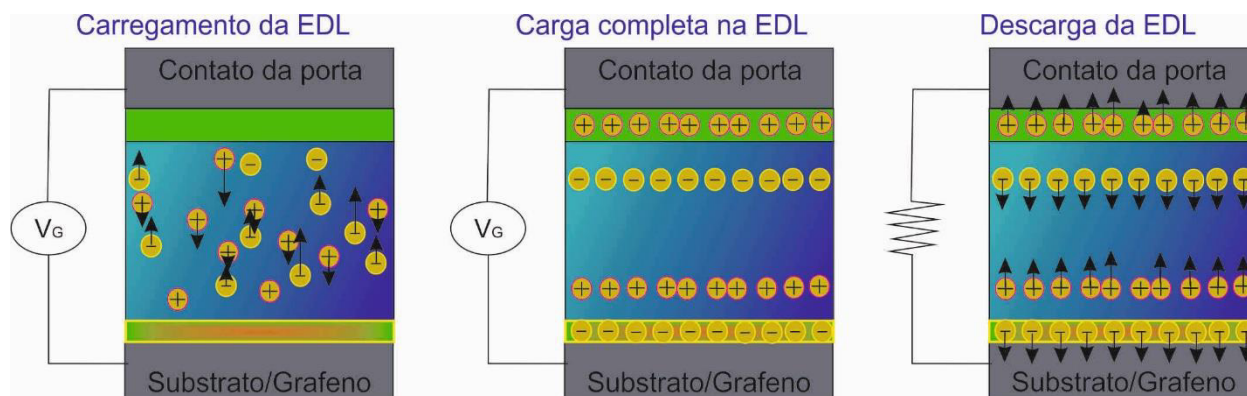 Carregamento da EDL
Carga completa na EDL
Descarga da EDL
Contato da porta
Contato da porta
Contato da porta
VG
VG
Substrato/Grafeno
Substrato/Grafeno
Substrato/Grafeno